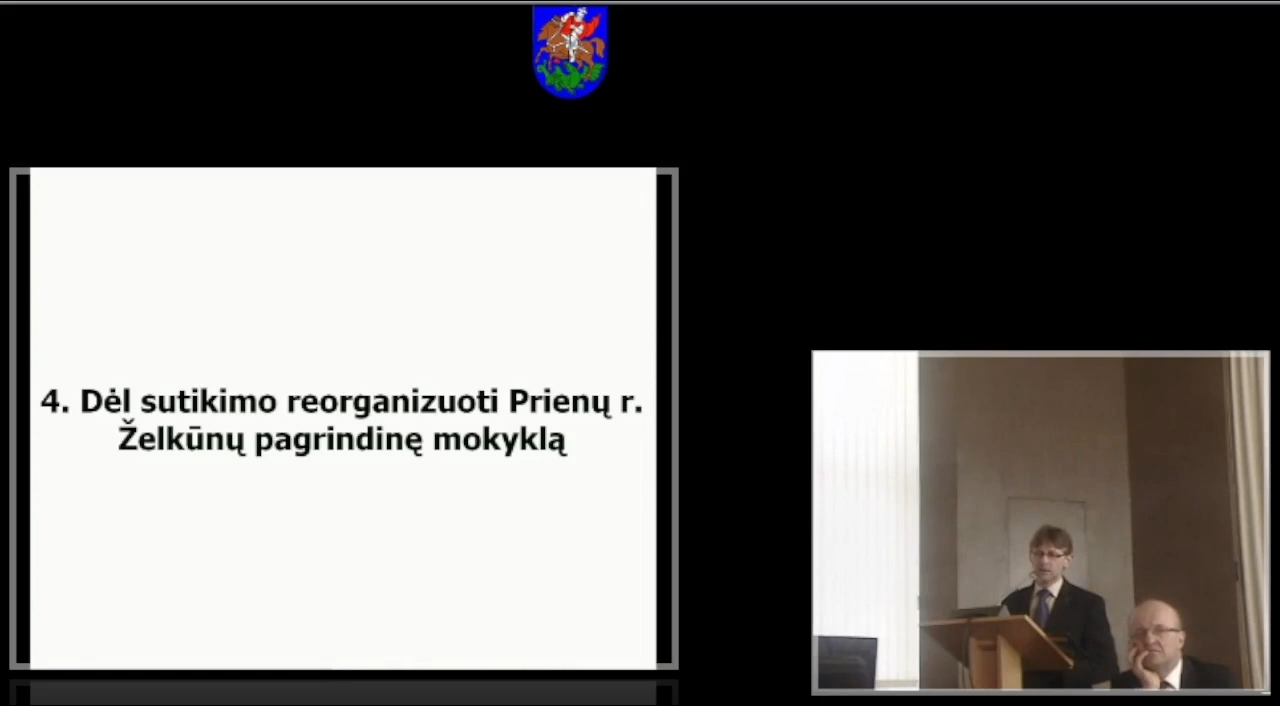 4. Dėl sutikimo reorganizuoti Prienų r.
Želkūnų pagrindinę mokyklą